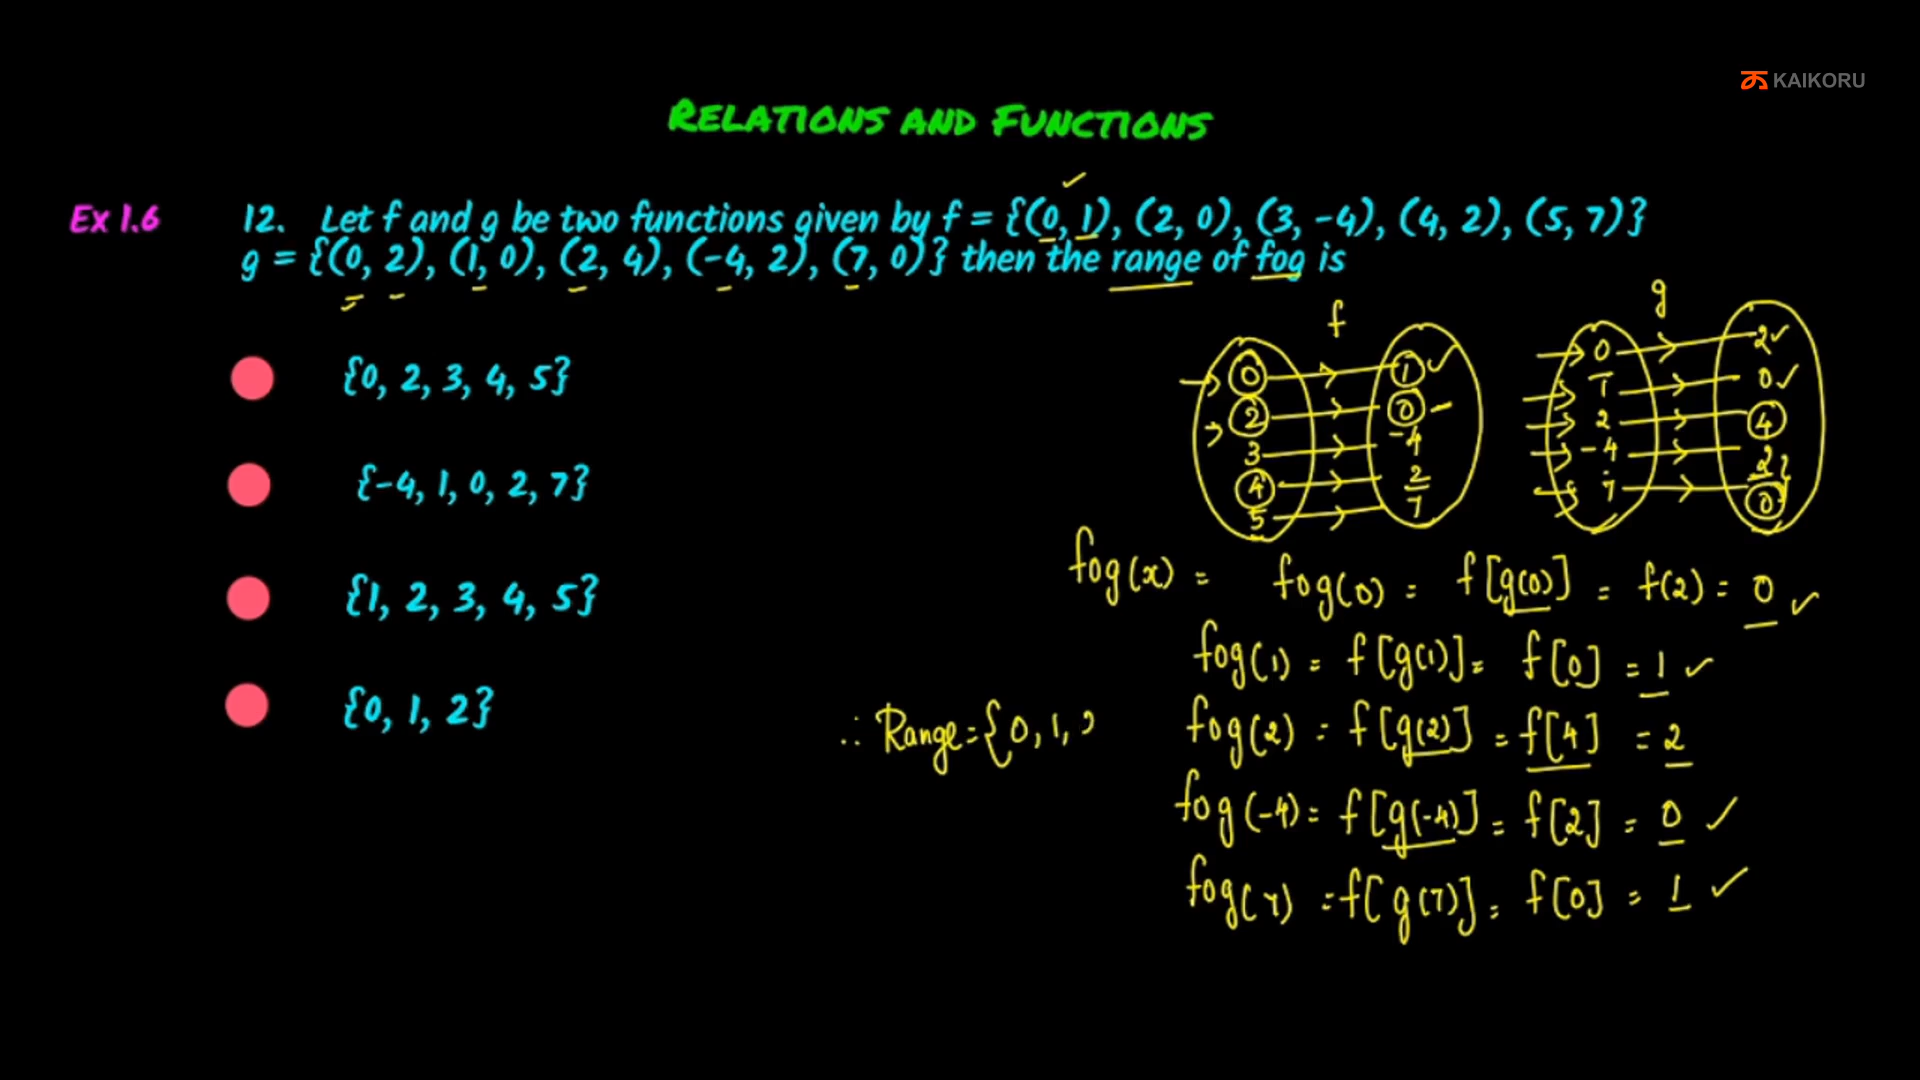 KAIKORU
RELATIONS AND FUNCTIONS
Ex 1.6
12. Let f and g be two functions given by f = {(0, 1), (2, 0), (3, -4), (4, 2), (5, 7)}
g = {(0, 2), (1, 0), (2, 4), (-4, 2), (7, 0)} then the range of fog is
{0, 2, 3, 4, 5}
{-4, 1, 0, 2, 7}
{1, 2, 3, 4, 5}
{0, 1, 2}
f
0 1
2 0
3 -4
4 2
5 7
g
0 2
1 0
2 4
-4 2
7 0
fog(x) = fog(0) = f[g(0)] = f(2) = 0
fog(1) = f[g(1)] = f[0] = 1
fog(2) = f[g(2)] = f[4] = 2
fog(-4) = f[g(-4)] = f[2] = 0
fog(7) = f[g(7)] = f[0] = 1
∴ Range = {0, 1,